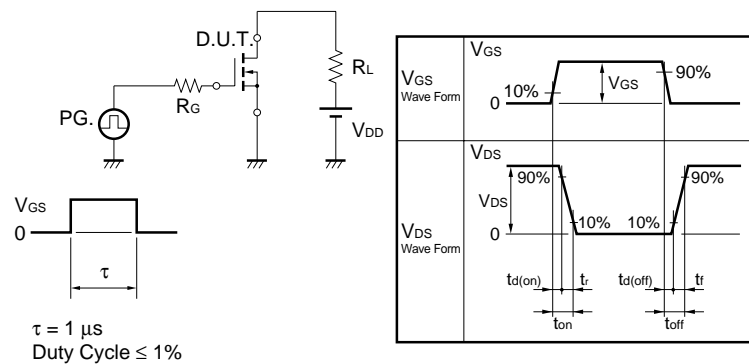 D.U.T.
RL
RG
PG.
VDD
VGS
0
τ
τ = 1 μs
Duty Cycle ≤ 1%
VGS
Wave Form
VGS
10%
VGS
90%
0
VDS
Wave Form
VDS
90%
90%
VDS
10%
10%
0
td(on)
tr
td(off)
tf
ton
toff